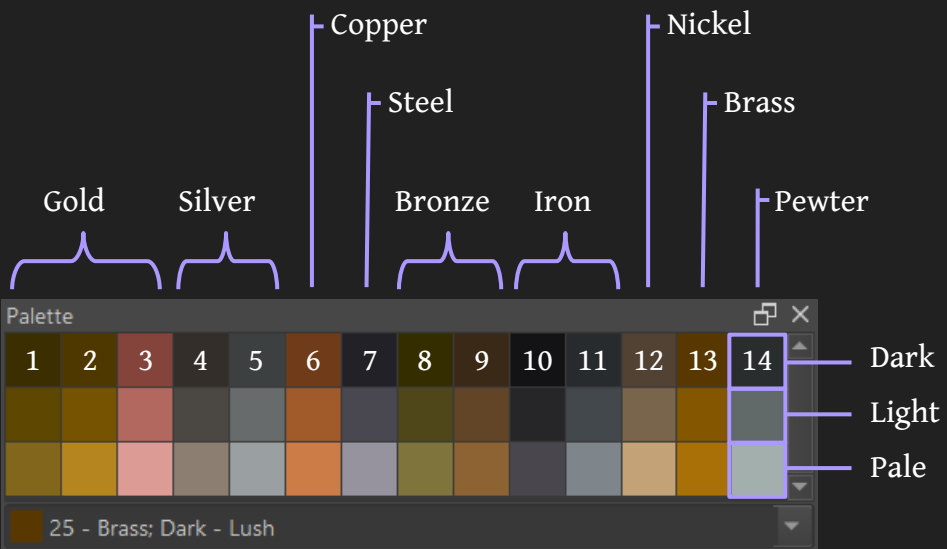 Copper
Nickel
Steel
Brass
Gold
Silver
Bronze
Iron
Pewter
Palette
1 2 3 4 5 6 7 8 9 10 11 12 13 14
Dark
Light
Pale
25 - Brass; Dark - Lush